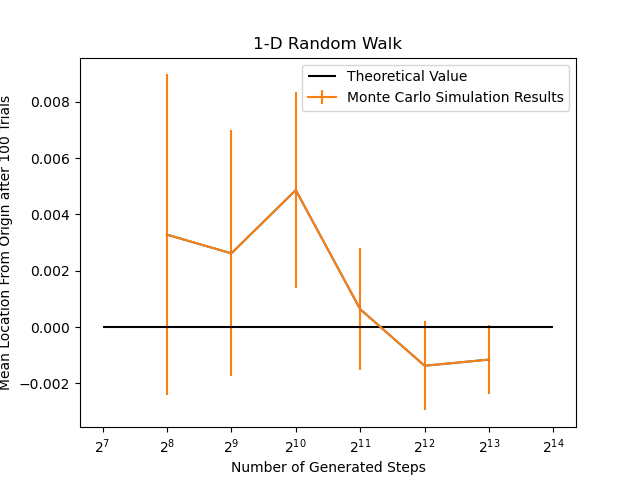 1-D Random Walk
Theoretical Value
Monte Carlo Simulation Results
Mean Location From Origin after 100 Trials
0.008
0.006
0.004
0.002
0.000
−0.002
2^7 2^8 2^9 2^10 2^11 2^12 2^13 2^14
Number of Generated Steps